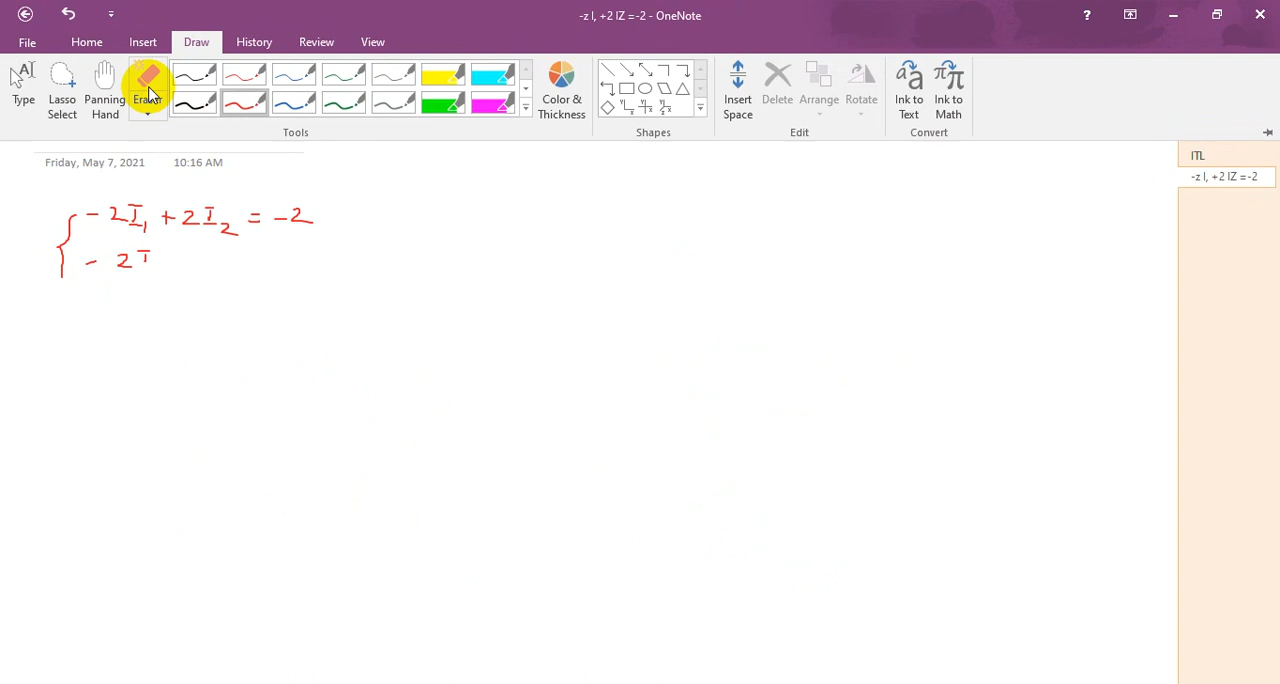 -z I, +2 IZ =-2 - OneNote
?
File Home Insert Draw History Review View
Type
Lasso Select
Panning Hand
Eraser
Color & Thickness
Insert Space
Delete
Arrange
Rotate
Ink to Text
Ink to Math
Tools
Shapes
Edit
Convert
Friday, May 7, 2021 10:16 AM
ITL
-z I, +2 IZ =-2
- 2I₁ + 2I₂ = -2
- 2I